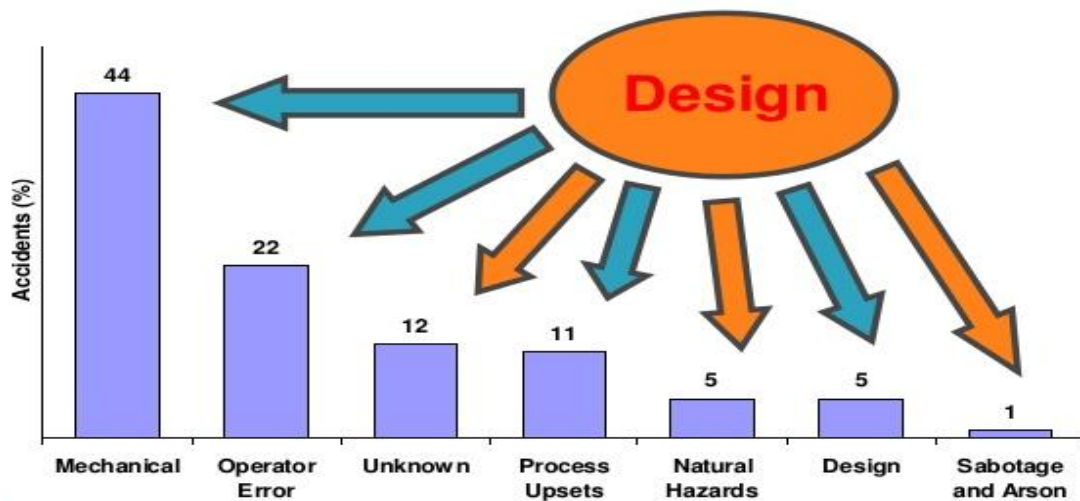 Design
44
22
12
11
5
5
1
Accidents (%)
Mechanical
Operator
Error
Unknown
Process
Upsets
Natural
Hazards
Design
Sabotage
and Arson